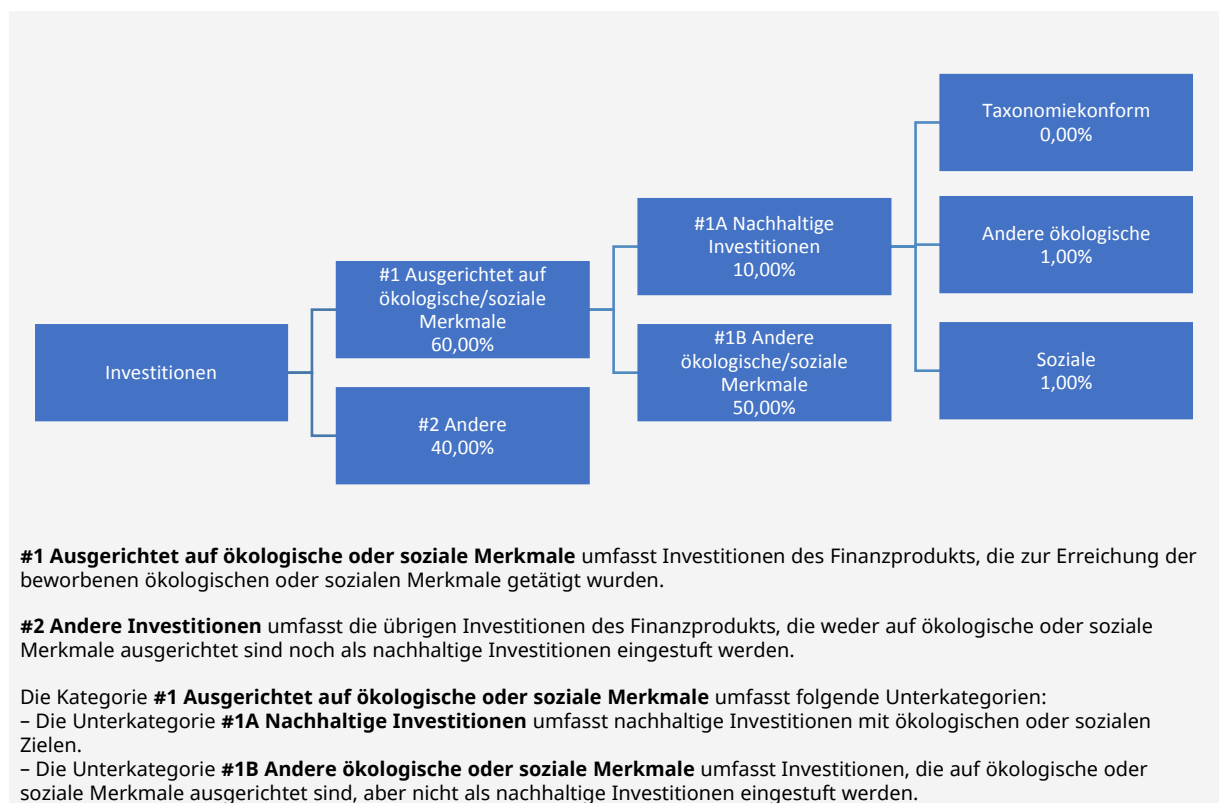 Investitionen
#1 Ausgerichtet auf
ökologische/soziale
Merkmale
60,00%
#2 Andere
40,00%
#1A Nachhaltige
Investitionen
10,00%
#1B Andere
ökologische/soziale
Merkmale
50,00%
Taxonomiekonform
0,00%
Andere ökologische
1,00%
Soziale
1,00%
#1 Ausgerichtet auf ökologische oder soziale Merkmale umfasst Investitionen des Finanzprodukts, die zur Erreichung der
beworbenen ökologischen oder sozialen Merkmale getätigt wurden.
#2 Andere Investitionen umfasst die übrigen Investitionen des Finanzprodukts, die weder auf ökologische oder soziale
Merkmale ausgerichtet sind noch als nachhaltige Investitionen eingestuft werden.
Die Kategorie #1 Ausgerichtet auf ökologische oder soziale Merkmale umfasst folgende Unterkategorien:
– Die Unterkategorie #1A Nachhaltige Investitionen umfasst nachhaltige Investitionen mit ökologischen oder sozialen
Zielen.
– Die Unterkategorie #1B Andere ökologische oder soziale Merkmale umfasst Investitionen, die auf ökologische oder
soziale Merkmale ausgerichtet sind, aber nicht als nachhaltige Investitionen eingestuft werden.